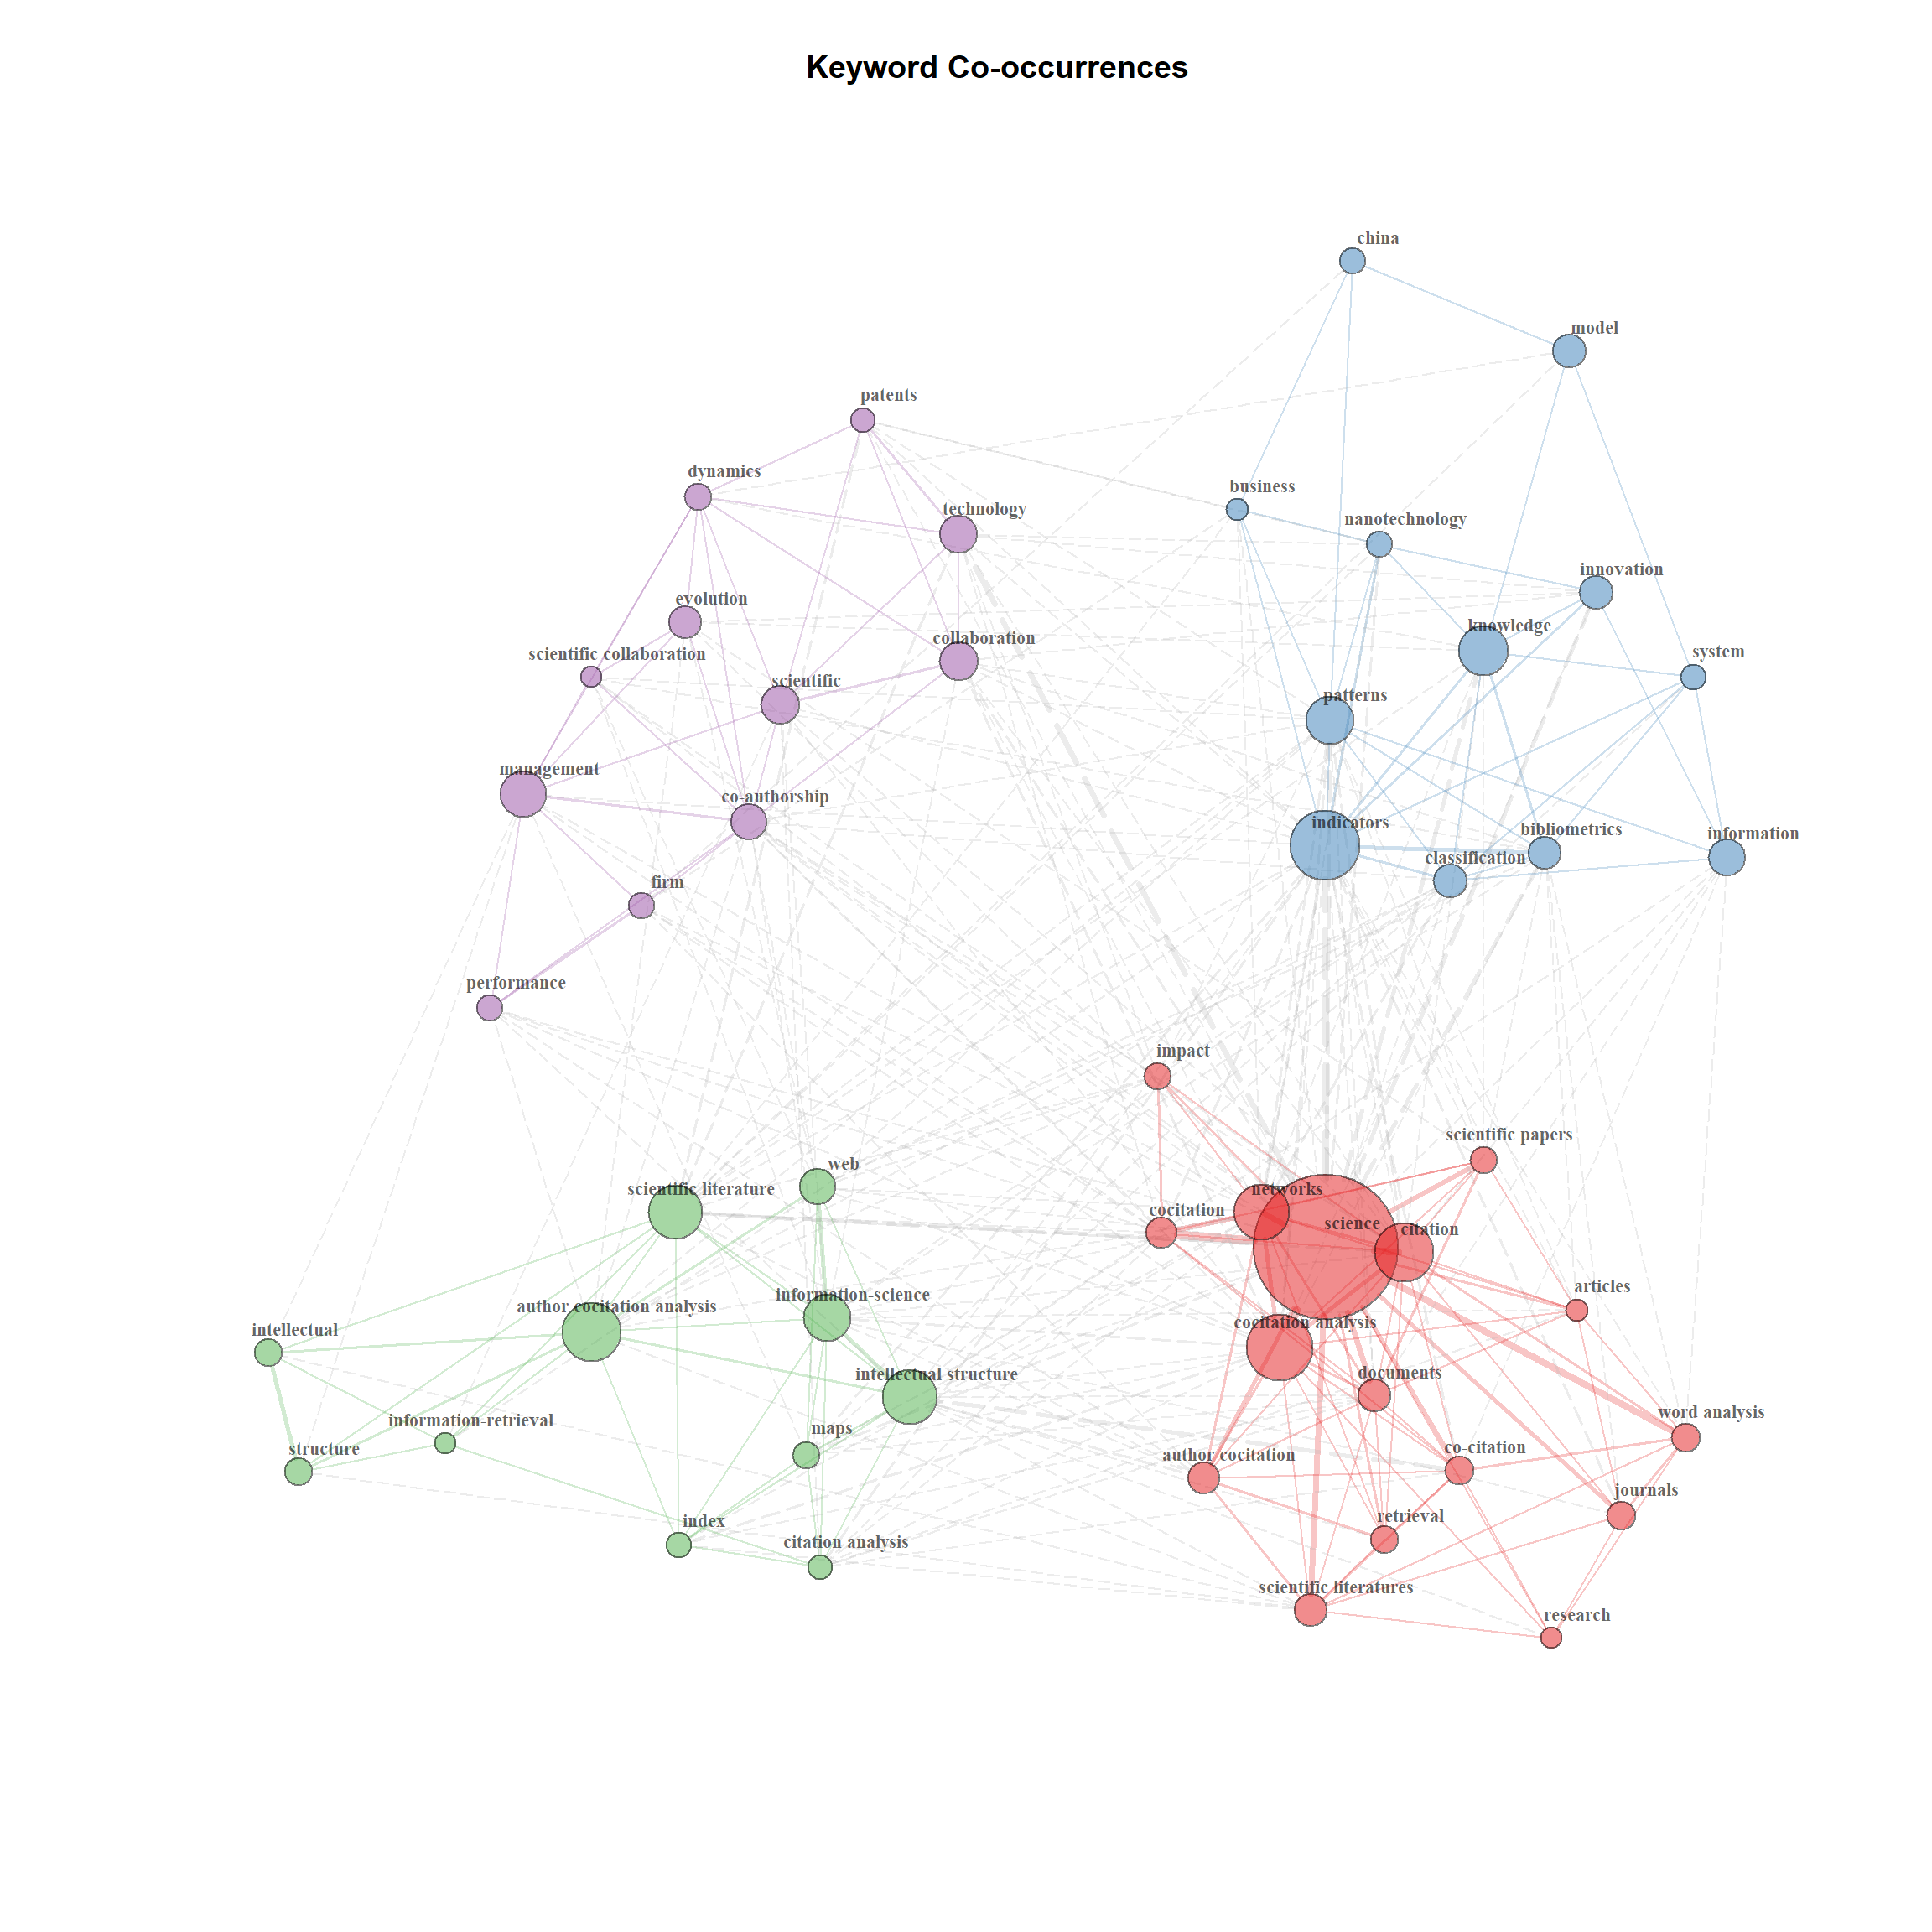 Keyword Co-occurrences
china
model
patents
dynamics
business
technology
nanotechnology
innovation
evolution
knowledge
collaboration
scientific collaboration
system
scientific
patterns
management
co-authorship
indicators
bibliometrics
information
classification
firm
performance
impact
scientific papers
web
scientific literature
networks
cocitation
science
citation
articles
information-science
author cocitation analysis
cocitation analysis
intellectual
documents
intellectual structure
word analysis
information-retrieval
maps
structure
co-citation
author cocitation
journals
retrieval
index
citation analysis
scientific literatures
research